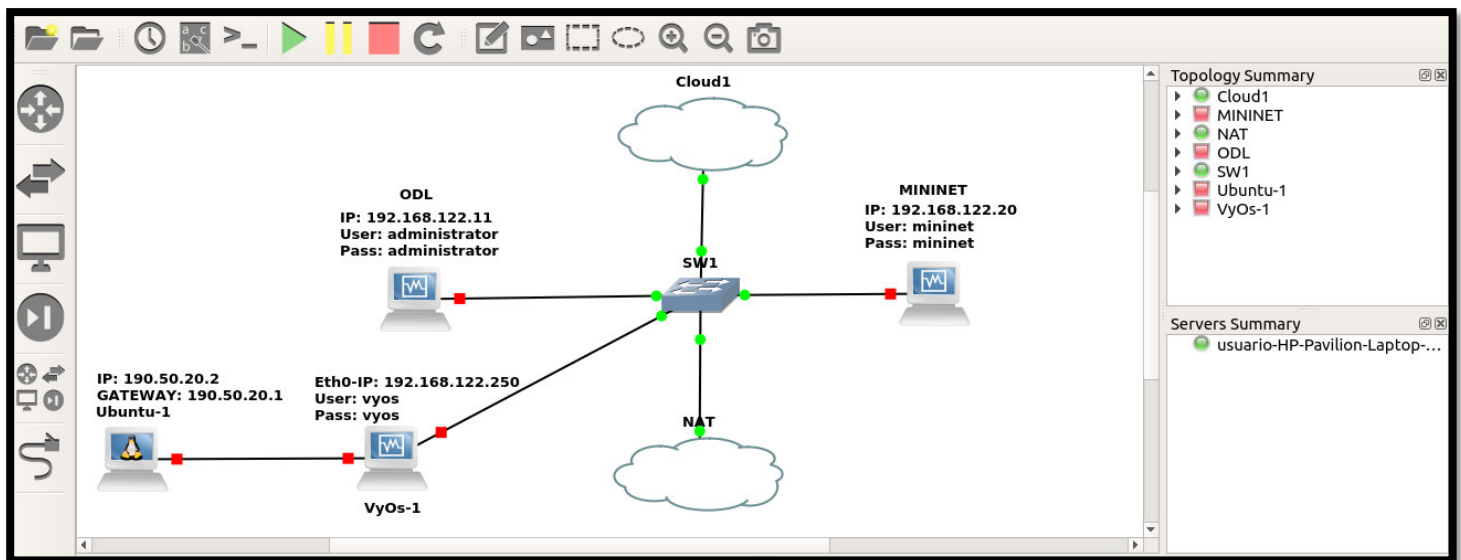 Cloud1
ODL
IP: 192.168.122.11
User: administrator
Pass: administrator
MININET
IP: 192.168.122.20
User: mininet
Pass: mininet
SW1
IP: 190.50.20.2
GATEWAY: 190.50.20.1
Ubuntu-1
Eth0-IP: 192.168.122.250
User: vyos
Pass: vyos
VyOs-1
NAT
Topology Summary
Cloud1
MININET
NAT
ODL
SW1
Ubuntu-1
VyOs-1
Servers Summary
usuario-HP-Pavilion-Laptop-...